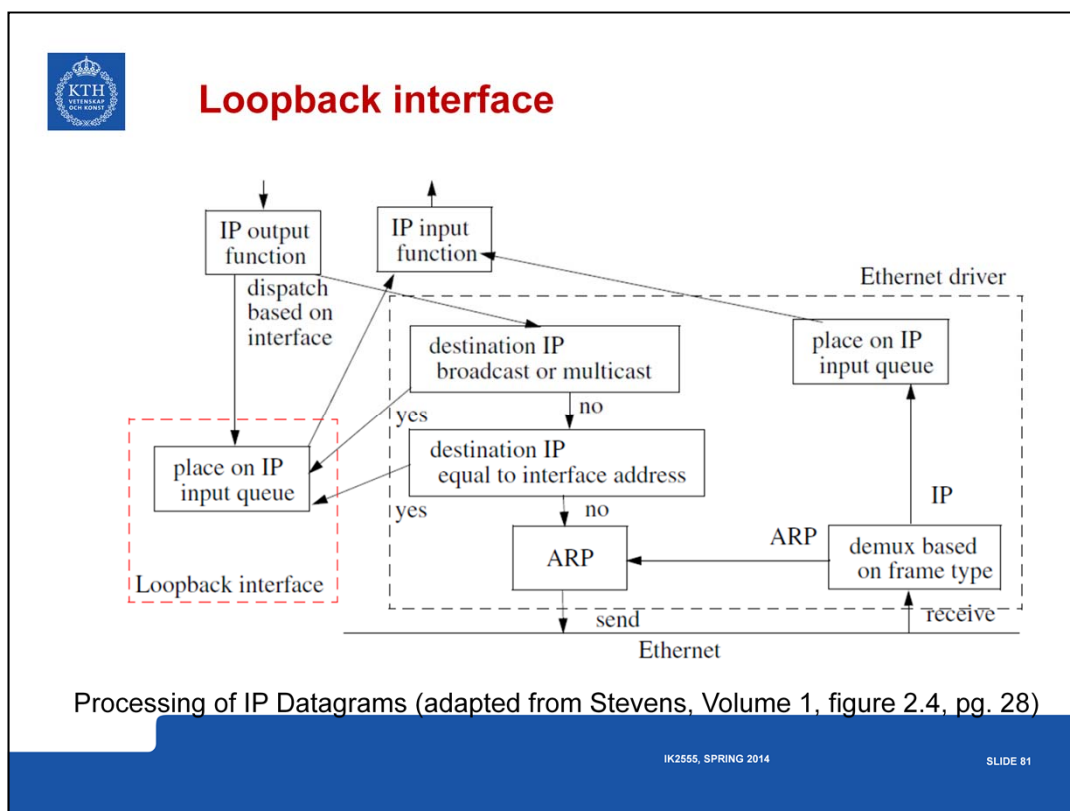 KTH
VETENSKAP
OCH KONST
Loopback interface
IP output
function
IP input
function
dispatch
based on
interface
Ethernet driver
destination IP
broadcast or multicast
place on IP
input queue
yes
no
place on IP
input queue
destination IP
equal to interface address
yes
no
IP
ARP
ARP
demux based
on frame type
Loopback interface
send
receive
Ethernet
Processing of IP Datagrams (adapted from Stevens, Volume 1, figure 2.4, pg. 28)
IK2555, SPRING 2014
SLIDE 81